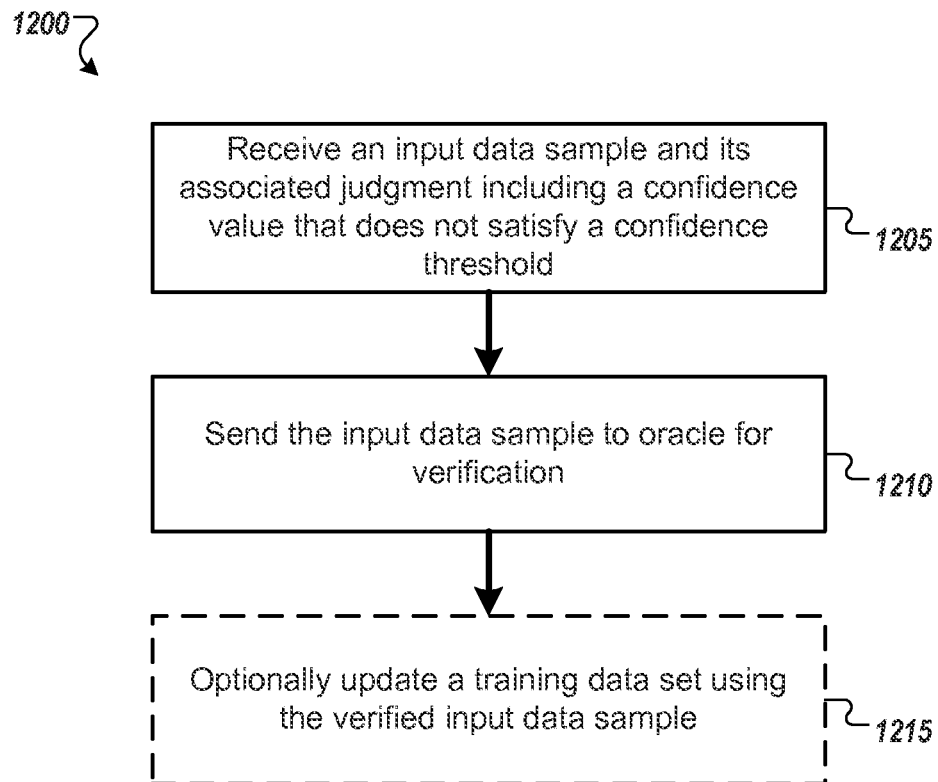 1200
Receive an input data sample and its
associated judgment including a confidence
value that does not satisfy a confidence
threshold
1205
Send the input data sample to oracle for
verification
1210
Optionally update a training data set using
the verified input data sample
1215